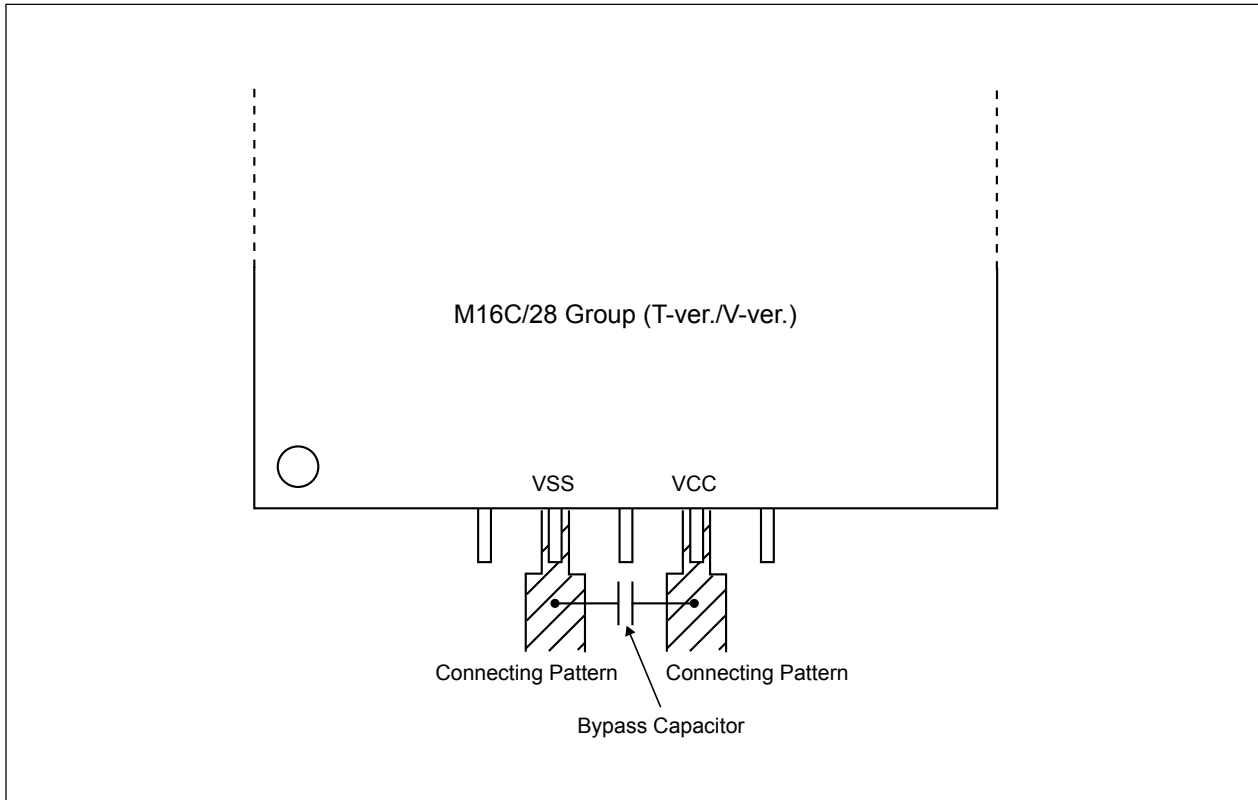 M16C/28 Group (T-ver./V-ver.)
VSS
VCC
Connecting Pattern
Connecting Pattern
Bypass Capacitor